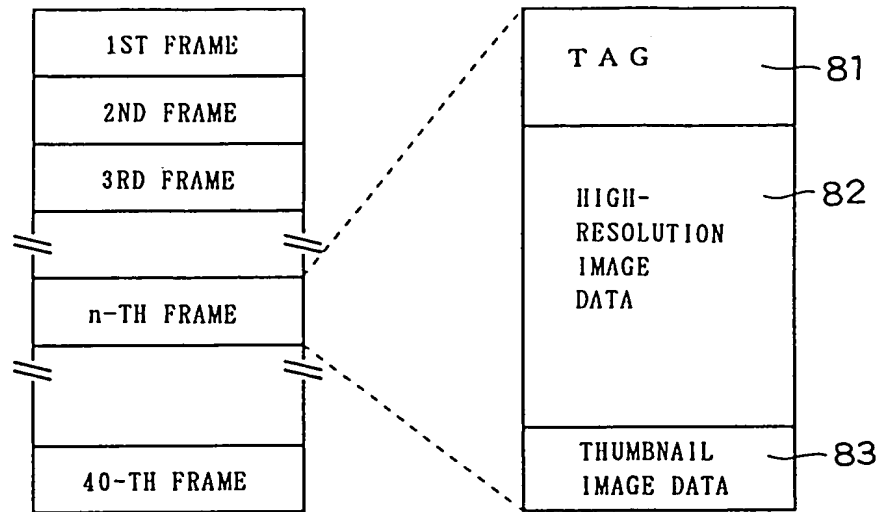 1ST FRAME
2ND FRAME
3RD FRAME
n-TH FRAME
40-TH FRAME
TAG
81
HIGH-
RESOLUTION
IMAGE
DATA
82
THUMBNAIL
IMAGE DATA
83